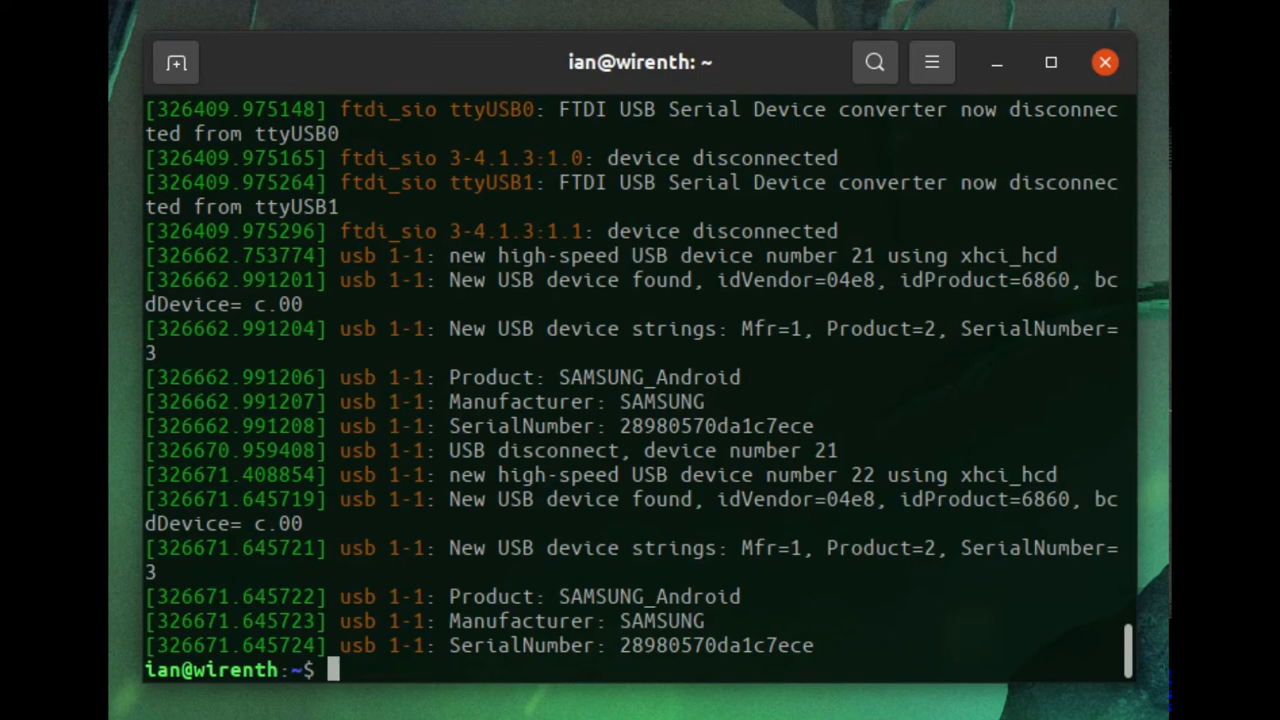 ian@wirenth: ~
[326409.975148] ftdi_sio ttyUSB0: FTDI USB Serial Device converter now disconnec
ted from ttyUSB0
[326409.975165] ftdi_sio 3-4.1.3:1.0: device disconnected
[326409.975264] ftdi_sio ttyUSB1: FTDI USB Serial Device converter now disconnec
ted from ttyUSB1
[326409.975296] ftdi_sio 3-4.1.3:1.1: device disconnected
[326662.753774] usb 1-1: new high-speed USB device number 21 using xhci_hcd
[326662.991201] usb 1-1: New USB device found, idVendor=04e8, idProduct=6860, bc
dDevice= c.00
[326662.991204] usb 1-1: New USB device strings: Mfr=1, Product=2, SerialNumber=
3
[326662.991206] usb 1-1: Product: SAMSUNG_Android
[326662.991207] usb 1-1: Manufacturer: SAMSUNG
[326662.991208] usb 1-1: SerialNumber: 28980570da1c7ece
[326670.959408] usb 1-1: USB disconnect, device number 21
[326671.408854] usb 1-1: new high-speed USB device number 22 using xhci_hcd
[326671.645719] usb 1-1: New USB device found, idVendor=04e8, idProduct=6860, bc
dDevice= c.00
[326671.645721] usb 1-1: New USB device strings: Mfr=1, Product=2, SerialNumber=
3
[326671.645722] usb 1-1: Product: SAMSUNG_Android
[326671.645723] usb 1-1: Manufacturer: SAMSUNG
[326671.645724] usb 1-1: SerialNumber: 28980570da1c7ece
ian@wirenth:~$